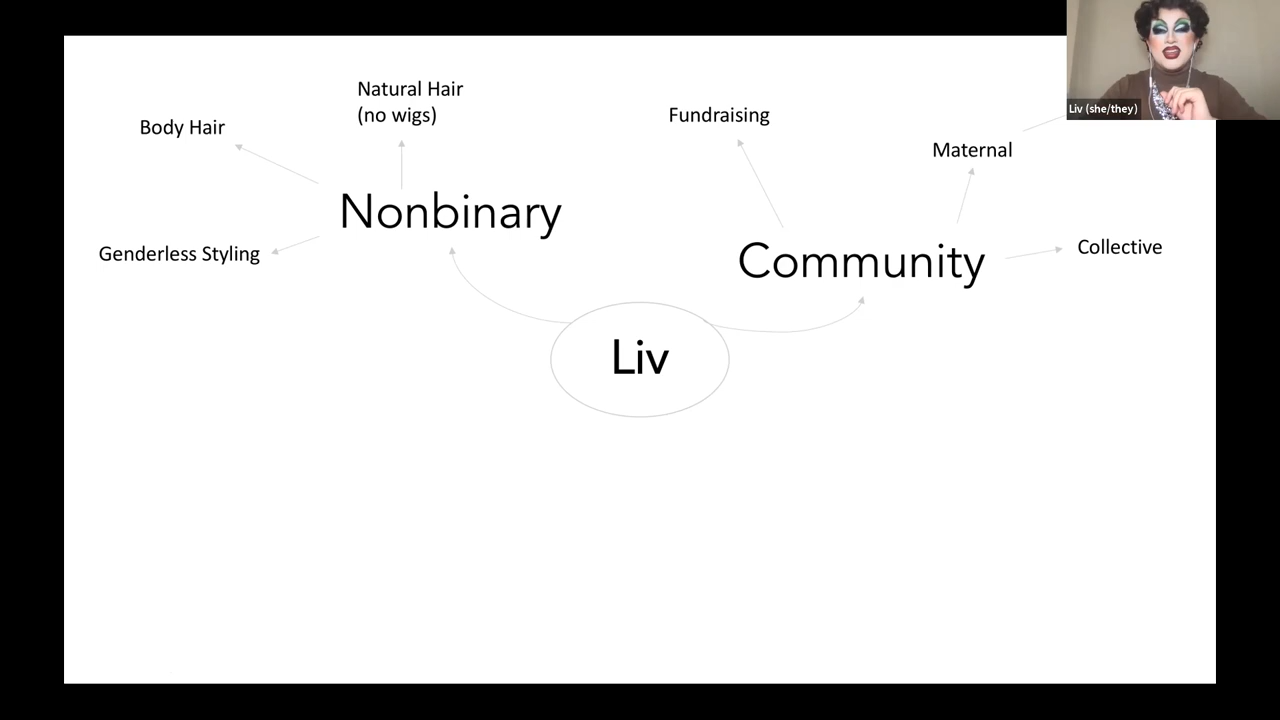 Liv (she/they)
Natural Hair
(no wigs)
Body Hair
Fundraising
Maternal
Nonbinary
Genderless Styling
Community
Collective
Liv